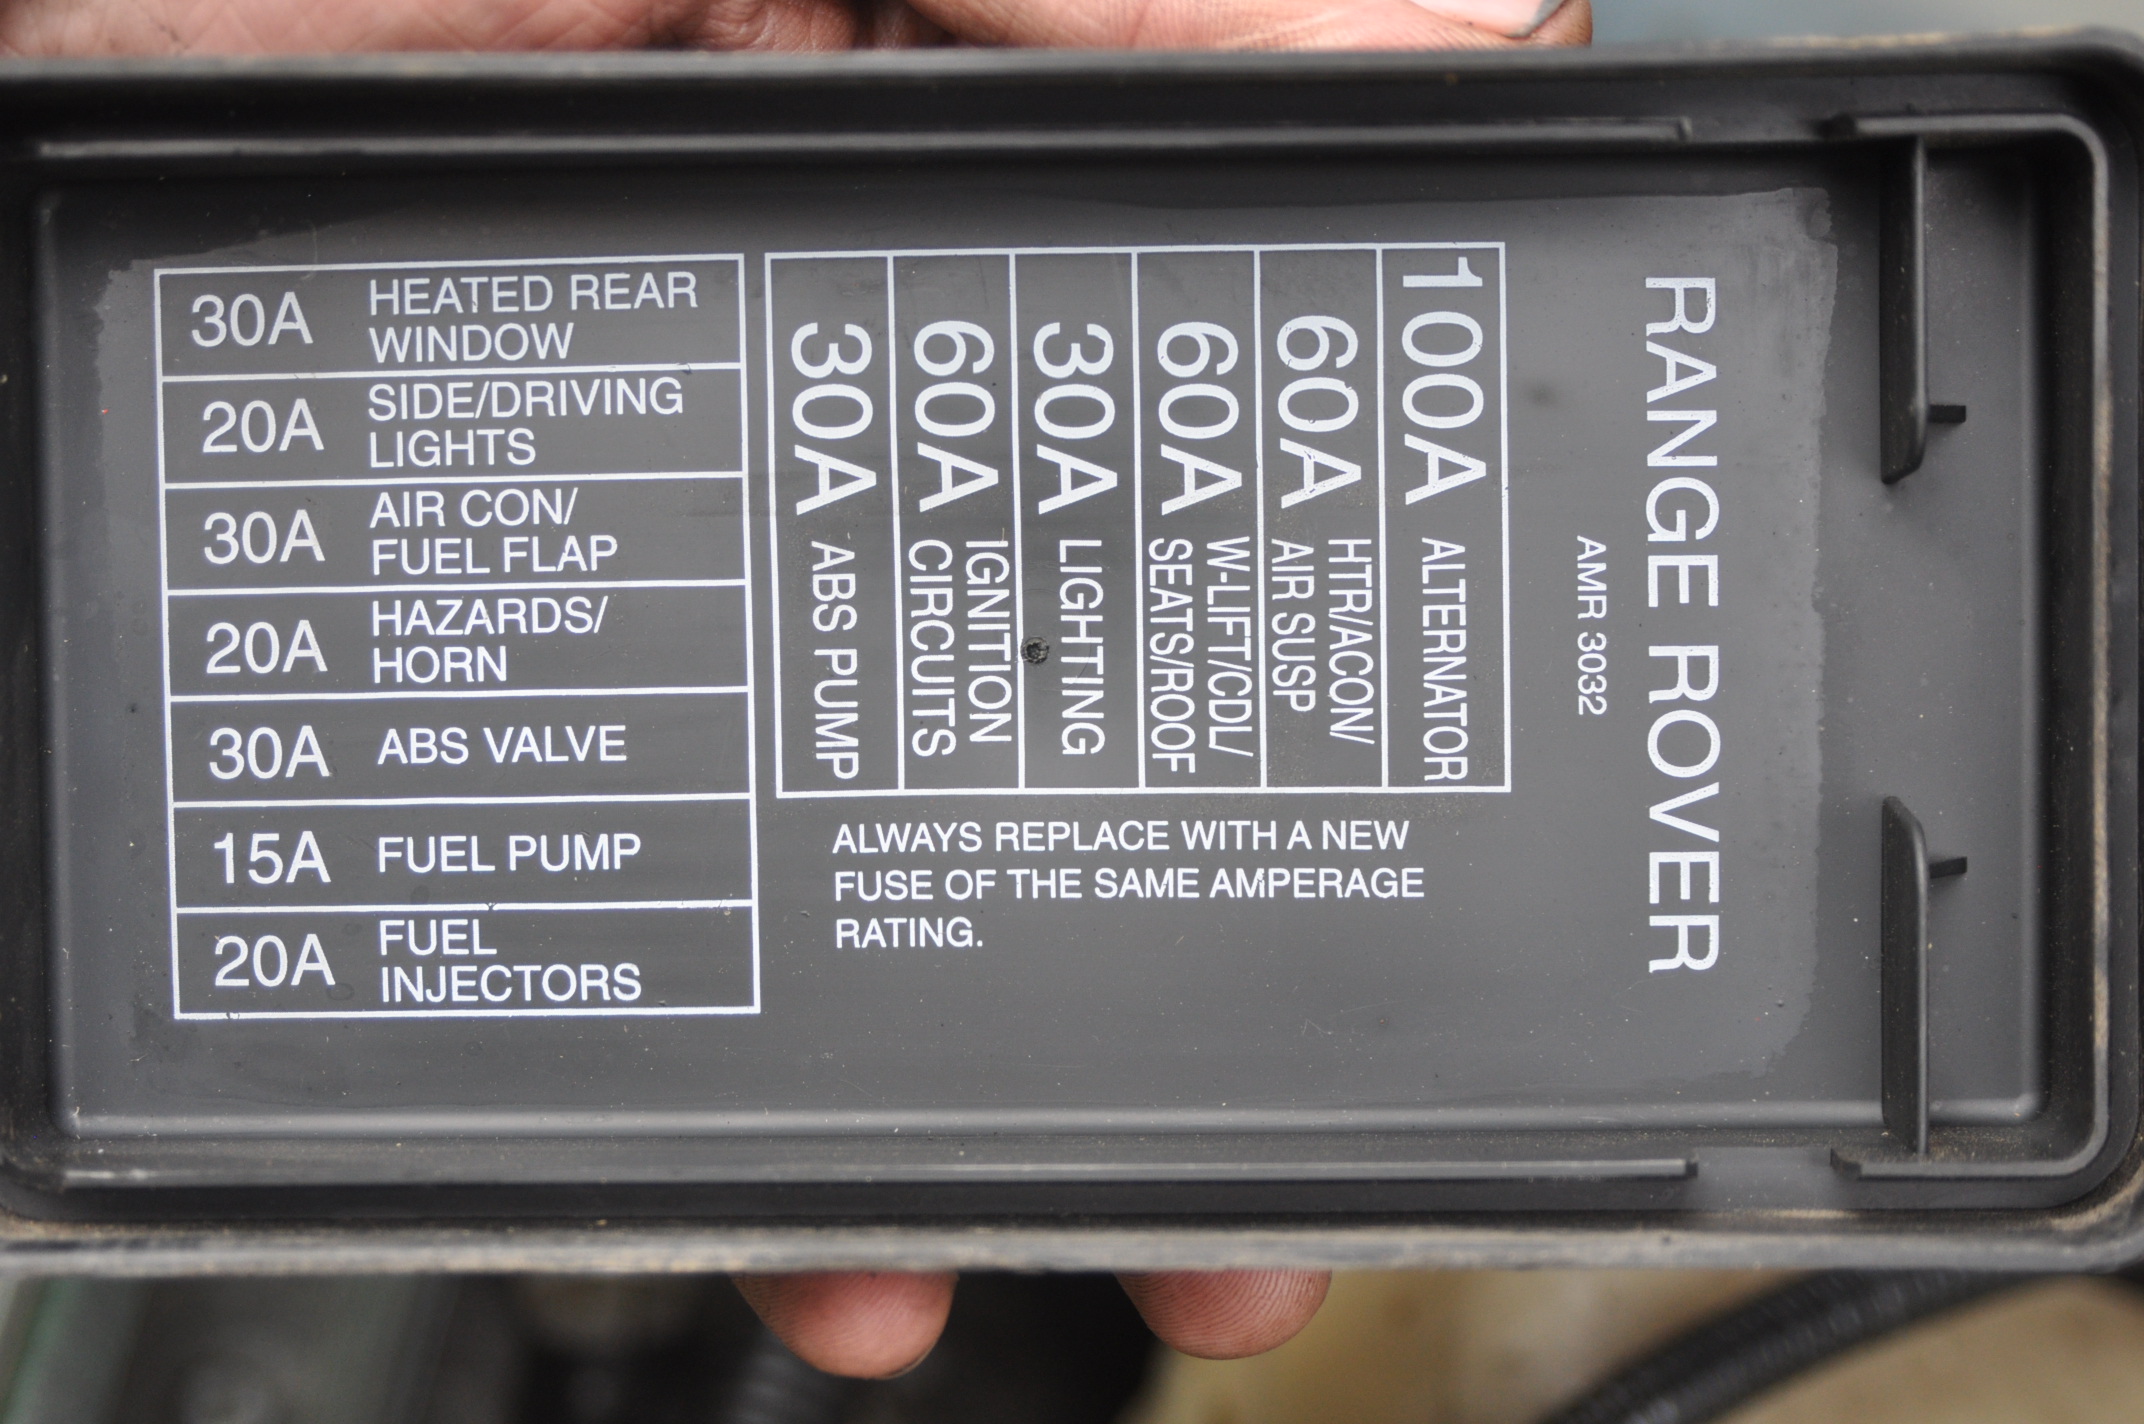 30A HEATED REAR
WINDOW
20A SIDE/DRIVING
LIGHTS
30A AIR CON/
FUEL FLAP
20A HAZARDS/
HORN
30A ABS VALVE
15A FUEL PUMP
20A FUEL
INJECTORS
100A ALTERNATOR
60A HTR/ACON/
AIR SUSP
60A W-LIFT/CDL/
SEATS/ROOF
30A LIGHTING
60A IGNITION
CIRCUITS
30A ABS PUMP
ALWAYS REPLACE WITH A NEW
FUSE OF THE SAME AMPERAGE
RATING.
RANGE ROVER
AMR 3032